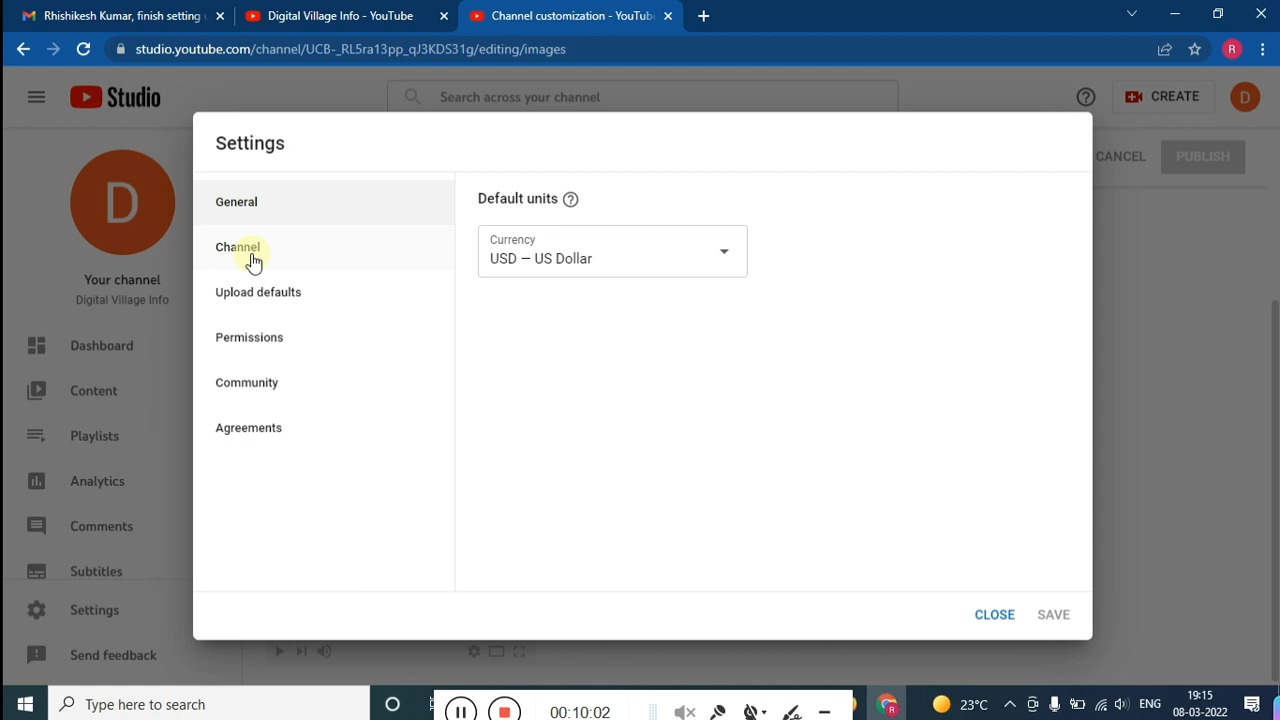 Rhishikesh Kumar, finish setting
Digital Village Info - YouTube
Channel customization - YouTube
studio.youtube.com/channel/UCB-_RL5ra13pp_qJ3KDS31g/editing/images
R
Studio
Search across your channel
CREATE
D
Settings
CANCEL
PUBLISH
D
General
Default units
Channel
Currency
USD — US Dollar
Your channel
Digital Village Info
Upload defaults
Dashboard
Permissions
Content
Community
Playlists
Agreements
Analytics
Comments
Subtitles
Settings
CLOSE
SAVE
Send feedback
Type here to search
00:10:02
R
23°C
ENG
19:15
08-03-2022